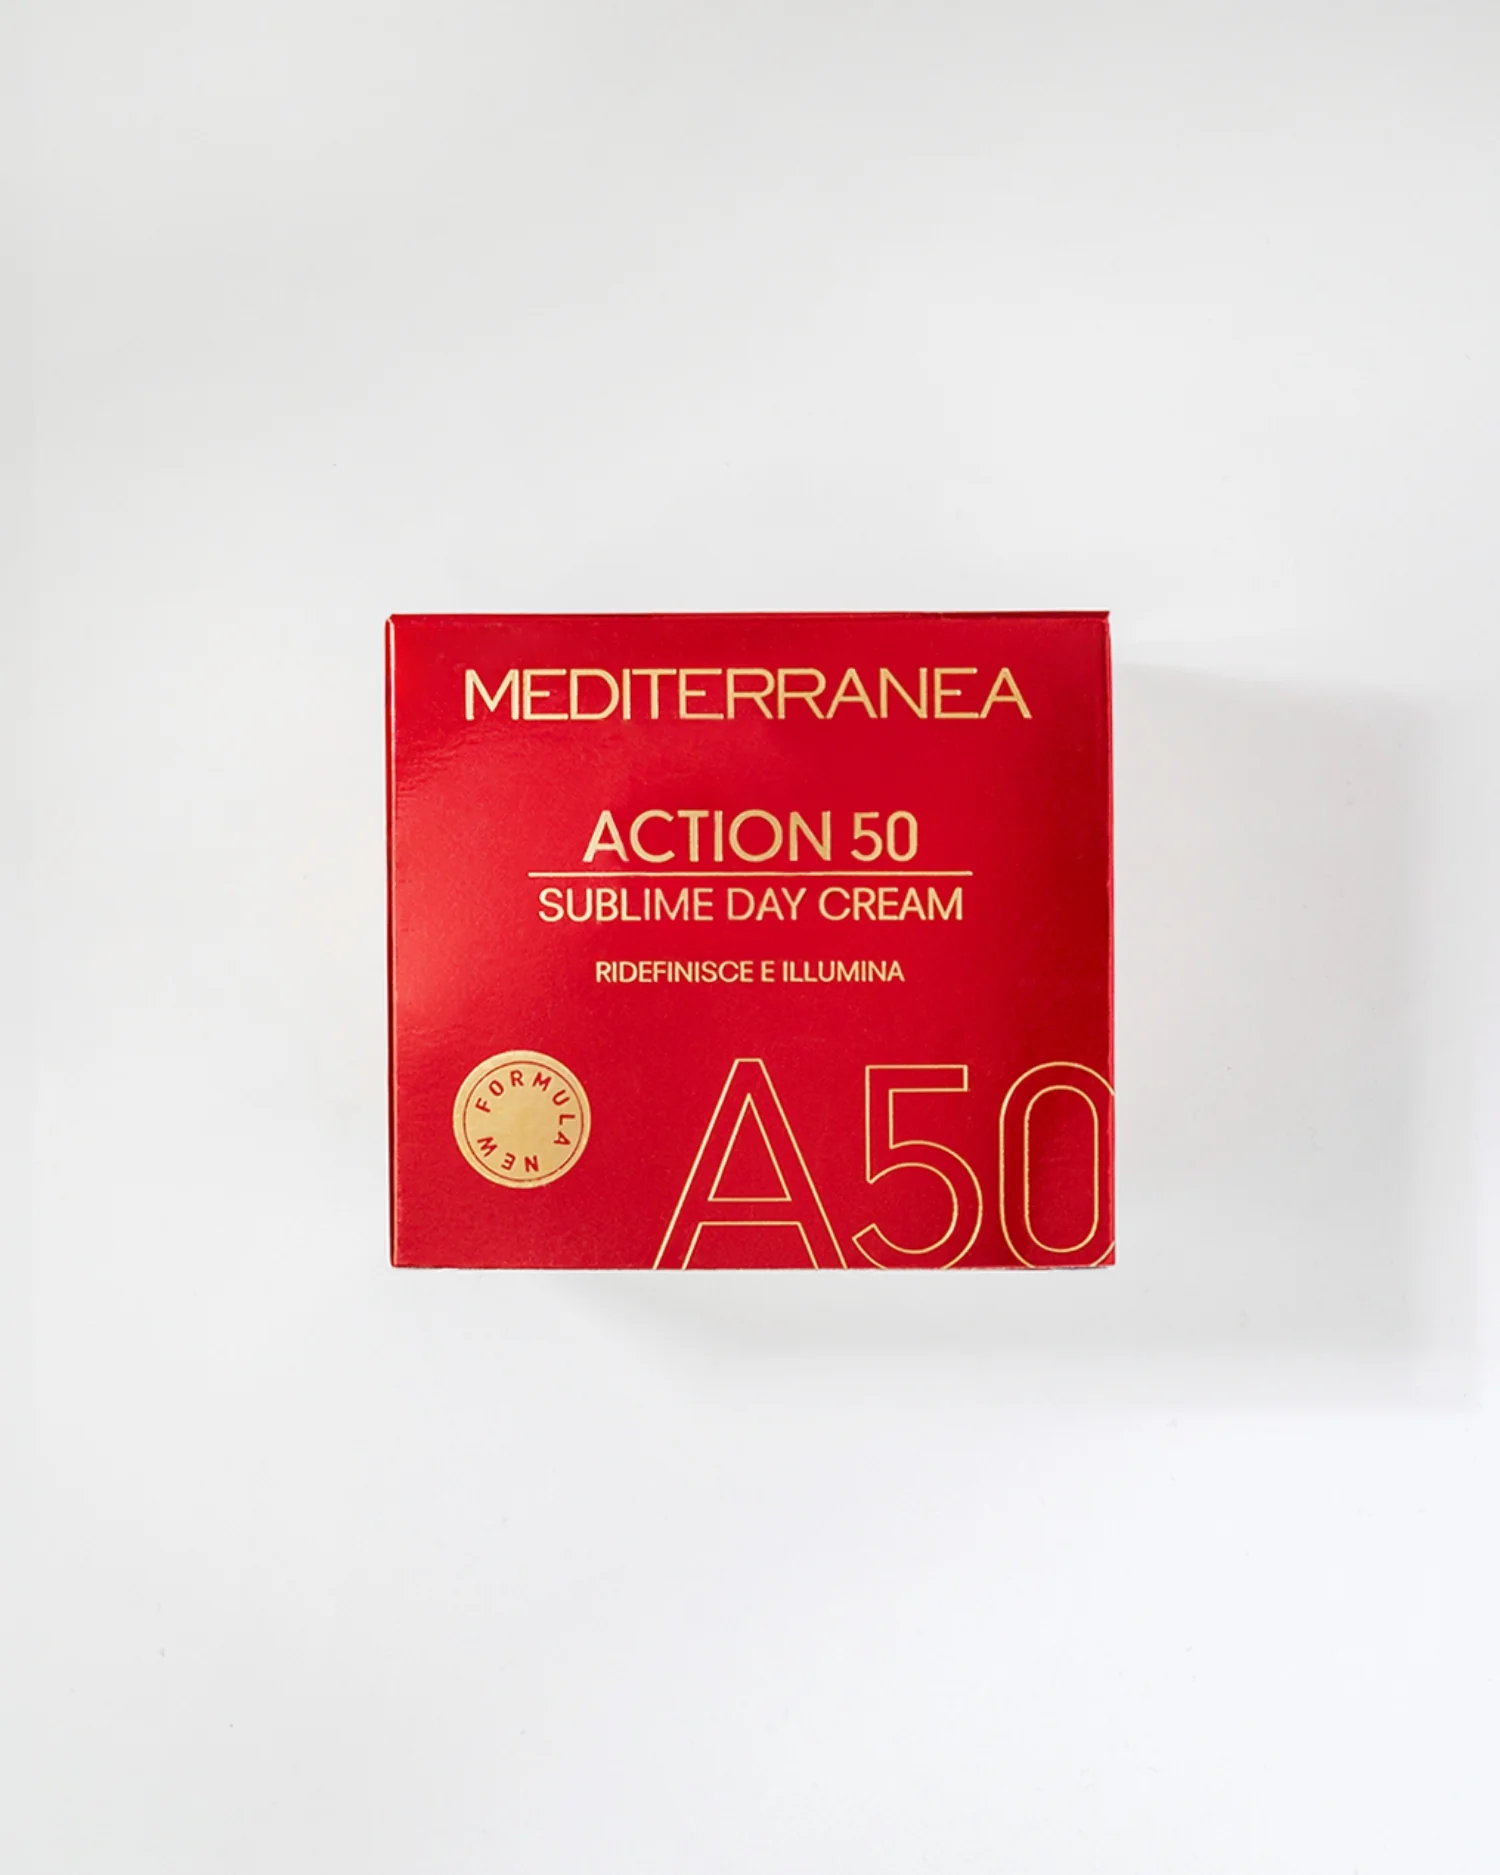 MEDITERRANEA
ACTION 50
SUBLIME DAY CREAM
RIDEFINISCE E ILLUMINA
NEW FORMULA
A50